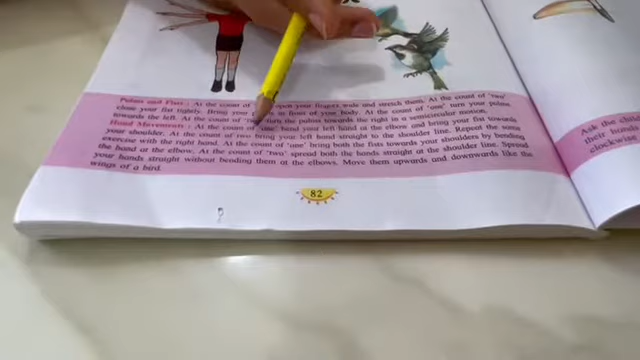 Palms and Fists : At the count of 'one' open your fingers wide and stretch them. At the count of 'two'
close your fist tightly. Bring your in front of your body. At the count of 'one' turn your palms
towards the left. At the count of 'two' turn the palms towards the right in a semi-circular motion.
Hand Movements : At the count of 'one' bend your left hand at the elbow and bring your fist towards
your shoulder. At the count of 'two' bring your left hand straight to the shoulder line. Repeat the same
exercise with the right hand. At the count of 'one' bring both the fists towards your shoulders by bending
the hand at the elbow. At the count of 'two' spread both the hands straight at the shoulder line. Spread
your hands straight without bending them at the elbows. Move them upwards and downwards like the
wings of a bird.
82
Ask the
their hands
clockwise